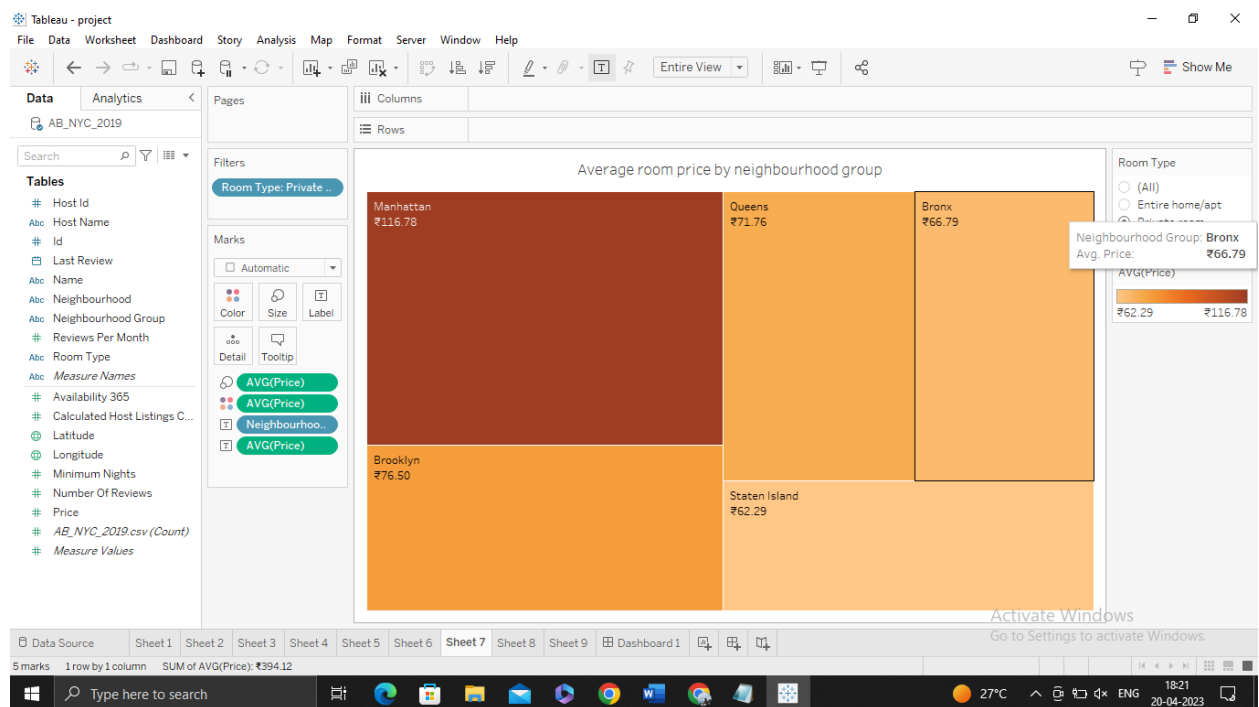 Tableau - project
File Data Worksheet Dashboard Story Analysis Map Format Server Window Help
Entire View
Show Me
Data Analytics
Pages
iii Columns
AB_NYC_2019
Rows
Search
Filters
Room Type: Private ..
Tables
# Host Id
Abc Host Name
# Id
Last Review
Abc Name
Abc Neighbourhood
Abc Neighbourhood Group
# Reviews Per Month
Abc Room Type
Abc Measure Names
# Availability 365
# Calculated Host Listings C...
Latitude
Longitude
# Minimum Nights
# Number Of Reviews
# Price
# AB_NYC_2019.csv (Count)
# Measure Values
Marks
Automatic
Color Size Label
Detail Tooltip
AVG(Price)
AVG(Price)
Neighbourhoo..
AVG(Price)
Average room price by neighbourhood group
Manhattan
₹116.78
Queens
₹71.76
Bronx
₹66.79
Brooklyn
₹76.50
Staten Island
₹62.29
Room Type
(All)
Entire home/apt
Neighbourhood Group: Bronx
Avg. Price: ₹66.79
AVG(Price)
₹62.29 ₹116.78
Activate Windows
Go to Settings to activate Windows.
Data Source Sheet 1 Sheet 2 Sheet 3 Sheet 4 Sheet 5 Sheet 6 Sheet 7 Sheet 8 Sheet 9 Dashboard 1
5 marks 1 row by 1 column SUM of AVG(Price): ₹394.12
Type here to search
27°C
ENG
18:21
20-04-2023